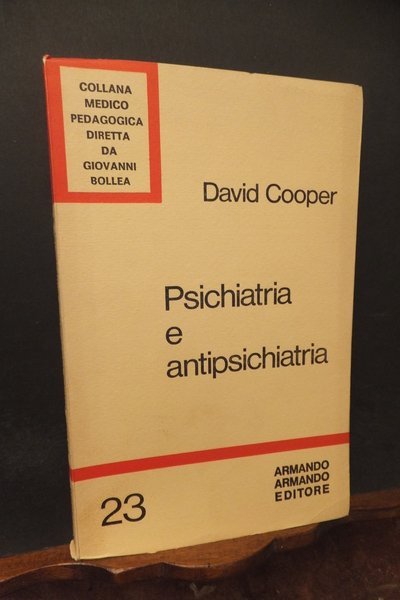 COLLANA
MEDICO
PEDAGOGICA
DIRETTA
DA
GIOVANNI
BOLLEA
David Cooper
Psichiatria
e
antipsichiatria
23
ARMANDO
ARMANDO
EDITORE